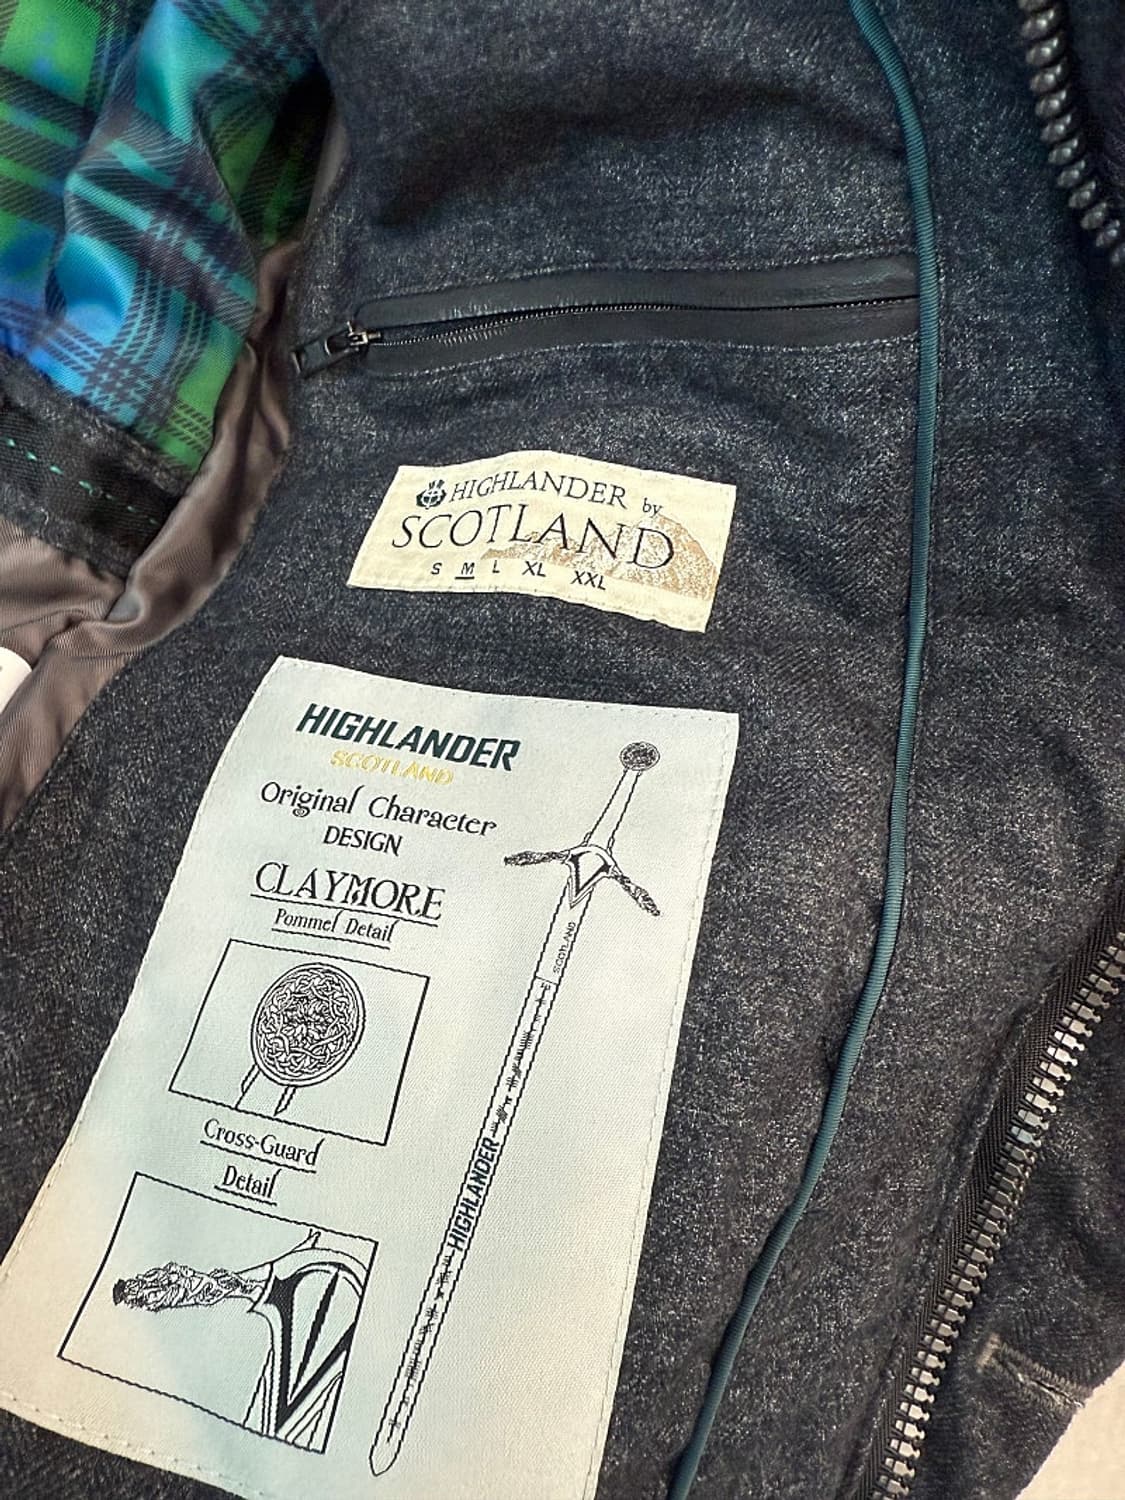 HIGHLANDER by
SCOTLAND
S M L XL XXL
HIGHLANDER
SCOTLAND
Original Character
DESIGN
CLAYMORE
Pommel Detail
Cross-Guard
Detail
SCOTLAND
HIGHLANDER